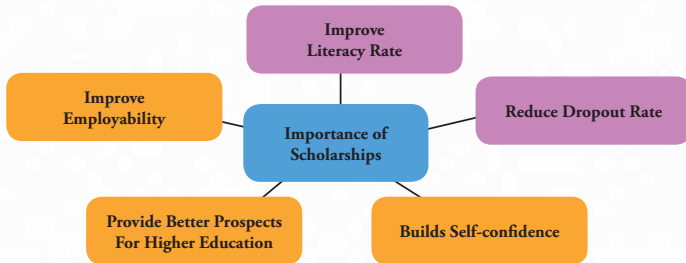 Improve
Literacy Rate
Improve
Employability
Reduce Dropout Rate
Importance of
Scholarships
Provide Better Prospects
For Higher Education
Builds Self-confidence